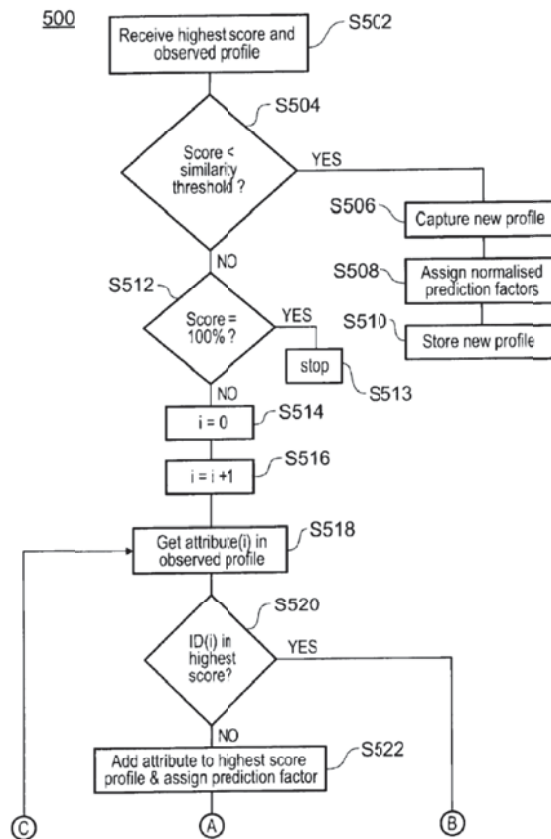 500
Receive highest score and
observed profile
S502
S504
Score <
similarity
threshold ?
YES
S506
Capture new profile
NO
S508
Assign normalised
prediction factors
S512
Score =
100% ?
YES
S510
Store new profile
stop
S513
NO
i = 0
S514
i = i +1
S516
Get attribute(i) in
observed profile
S518
S520
ID(i) in
highest
score?
YES
NO
S522
Add attribute to highest score
profile & assign prediction factor
C
A
B